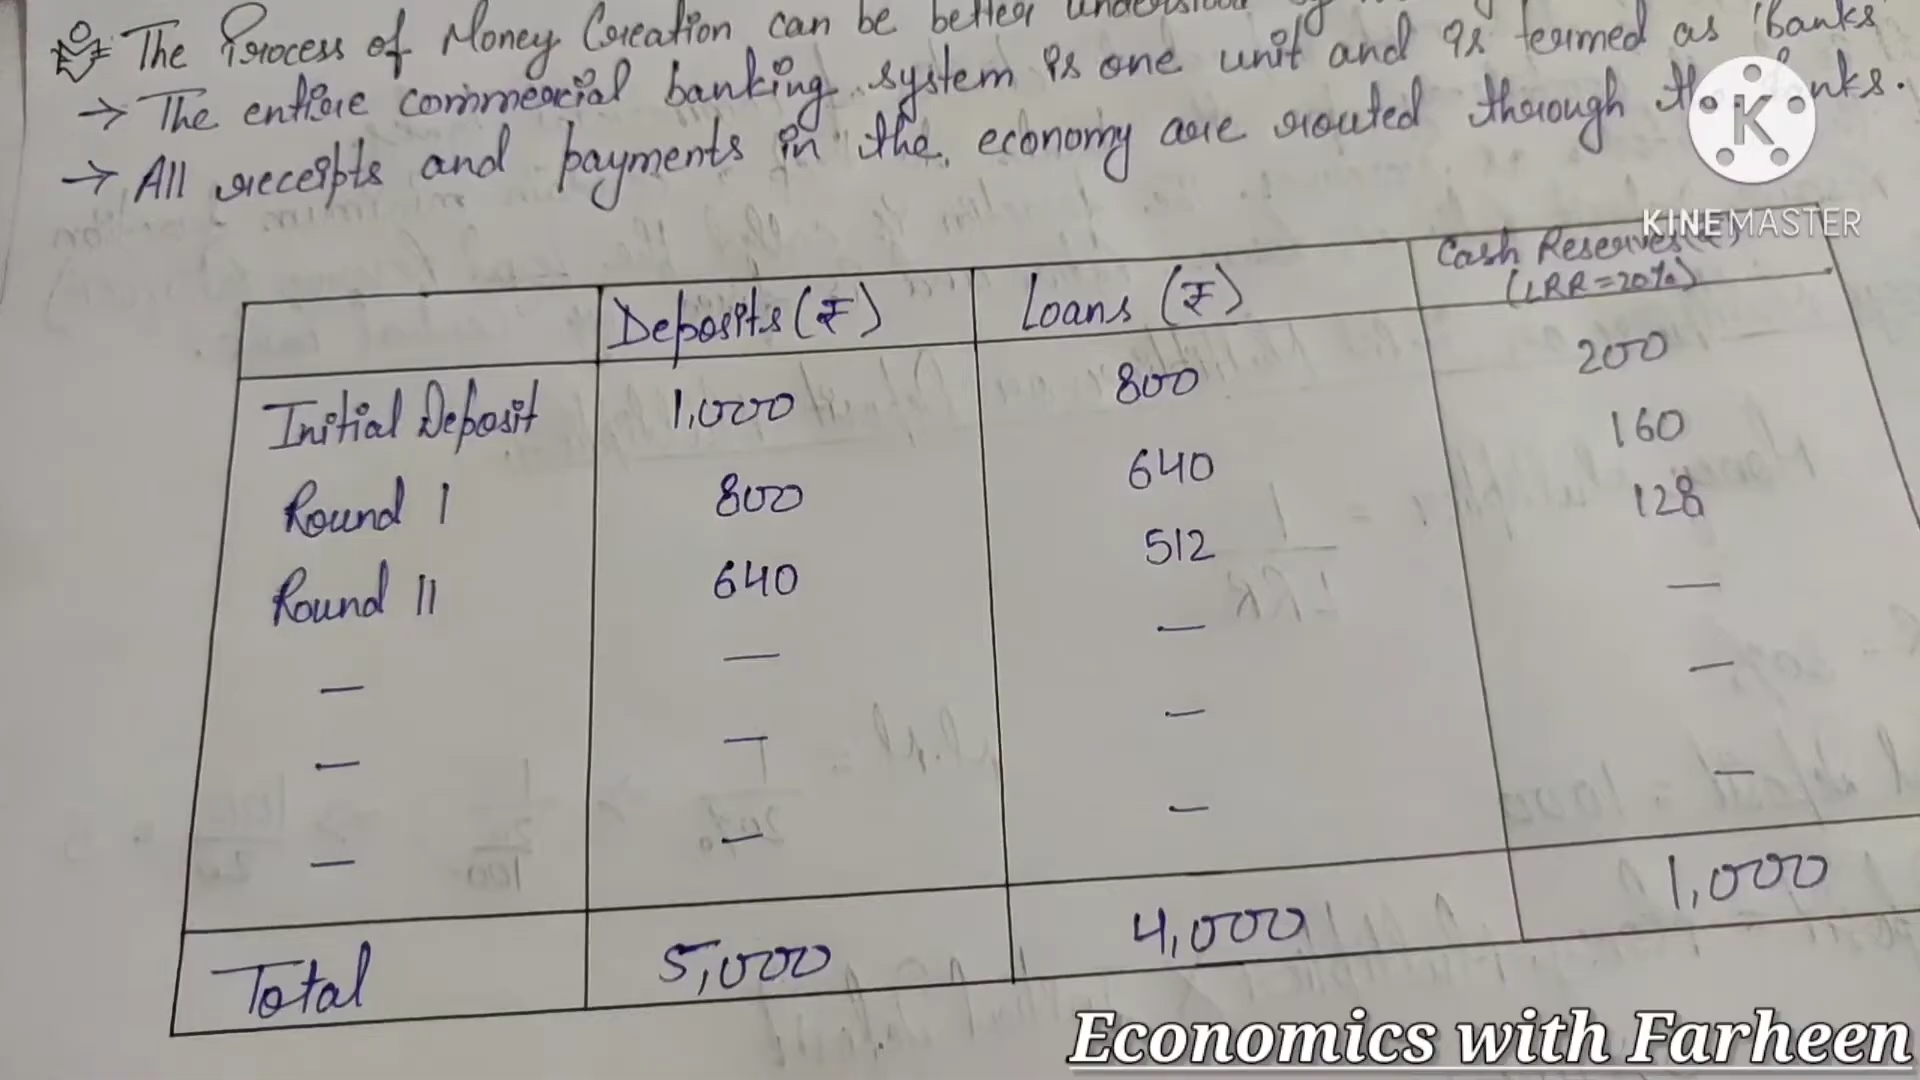 The Process of Money Creation can be better understood
→ The entire commercial banking system is one unit and is termed as 'Banks'
→ All receipts and payments in the economy are routed through the banks.
KINEMASTER
Deposits (₹) Loans (₹) Cash Reserves (₹)
(LRR = 20%)
Initial Deposit 1,000 800 200
Round I 800 640 160
Round II 640 512 128
— — — —
— — — —
— — — —
Total 5,000 4,000 1,000
Economics with Farheen